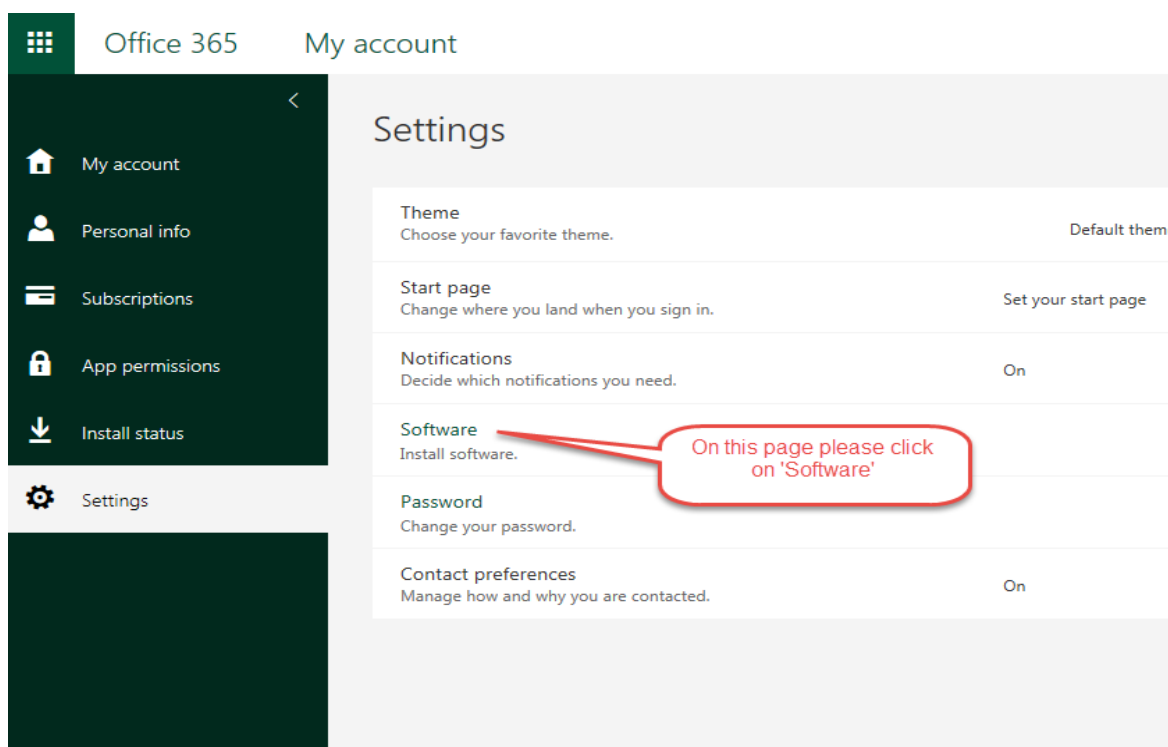 Office 365 My account
Settings
My account
Personal info
Subscriptions
App permissions
Install status
Settings
Theme
Choose your favorite theme.
Default them
Start page
Change where you land when you sign in.
Set your start page
Notifications
Decide which notifications you need.
On
Software
Install software.
On this page please click
on 'Software'
Password
Change your password.
Contact preferences
Manage how and why you are contacted.
On